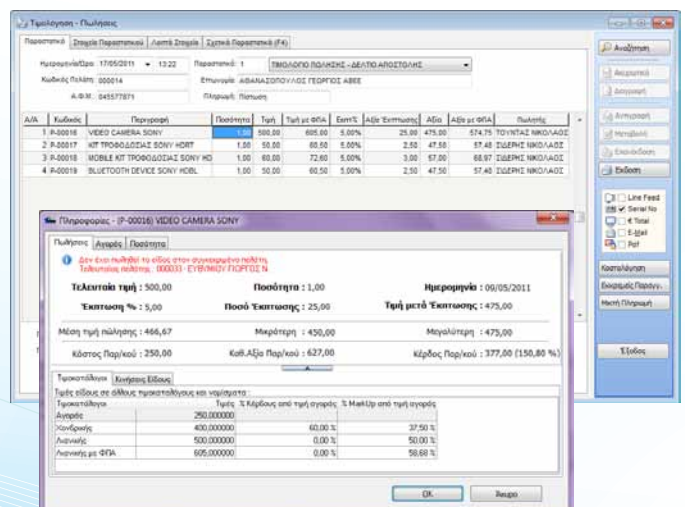 Τιμολόγηση - Πωλήσεις
Παραστατικό Στοιχεία Παραστατικού Λοιπά Στοιχεία Σχετικά Παραστατικά (F4)
Ημερομηνία/Ώρα: 17/05/2011 13:22 Παραστατικό: 1 ΤΙΜΟΛΟΓΙΟ ΠΩΛΗΣΗΣ - ΔΕΛΤΙΟ ΑΠΟΣΤΟΛΗΣ
Κωδικός Πελάτη: 000014 Επωνυμία: ΑΘΑΝΑΣΟΠΟΥΛΟΣ ΓΕΩΡΓΙΟΣ ΑΒΕΕ
Α.Φ.Μ.: 045577871 Πληρωμή: Πίστωση
Α/Α Κωδικός Περιγραφή Ποσότητα Τιμή Τιμή με ΦΠΑ Εκπτ% Αξία Έκπτωσης Αξία Αξία με ΦΠΑ Πωλητής
1 P-00016 VIDEO CAMERA SONY 1,00 500,00 605,00 5,00% 25,00 475,00 574,75 ΤΟΥΝΤΑΣ ΝΙΚΟΛΑΟΣ
2 P-00017 ΚΙΤ ΤΡΟΦΟΔΟΣΙΑΣ SONY HDRT 1,00 50,00 60,50 5,00% 2,50 47,50 57,48 ΣΙΔΕΡΗΣ ΝΙΚΟΛΑΟΣ
3 P-00018 MOBILE ΚΙΤ ΤΡΟΦΟΔΟΣΙΑΣ SONY HD 1,00 60,00 72,60 5,00% 3,00 57,00 68,97 ΣΙΔΕΡΗΣ ΝΙΚΟΛΑΟΣ
4 P-00019 BLUETOOTH DEVICE SONY HDBL 1,00 50,00 60,50 5,00% 2,50 47,50 57,48 ΣΙΔΕΡΗΣ ΝΙΚΟΛΑΟΣ
Αναζήτηση
Ακυρωτικό
Διαγραφή
Αντιγραφή
Μεταβολή
Επανέκδοση
Έκδοση
Line Feed
Serial No
€ Total
E-Mail
Pdf
Κοστολόγηση
Εκκρεμείς Παραγγ.
Μικτή Πληρωμή
Έξοδος
Πληροφορίες - (P-00016) VIDEO CAMERA SONY
Πωλήσεις Αγορές Ποσότητα
Δεν έχει πωληθεί το είδος στον συγκεκριμένο πελάτη.
Τελευταίος πελάτης : 000033 - ΕΥΘΥΜΙΟΥ ΓΙΩΡΓΟΣ Ν
Τελευταία τιμή : 500,00 Ποσότητα : 1,00 Ημερομηνία : 09/05/2011
Έκπτωση % : 5,00 Ποσό Έκπτωσης : 25,00 Τιμή μετά Έκπτωσης : 475,00
Μέση τιμή πώλησης : 466,67 Μικρότερη : 450,00 Μεγαλύτερη : 475,00
Κόστος Παρ/κού : 250,00 Καθ.Αξία Παρ/κού : 627,00 Κέρδος Παρ/κού : 377,00 (150,80 %)
Τιμοκατάλογοι Κινήσεις Είδους
Τιμές είδους σε άλλους τιμοκαταλόγους και νομίσματα :
Τιμοκατάλογοι Τιμές % Κέρδους από τιμή αγοράς % MarkUp από τιμή αγοράς
Αγοράς 250,000000
Χονδρικής 400,000000 60,00 % 37,50 %
Λιανικής 500,000000 0,00 % 50,00 %
Λιανικής με ΦΠΑ 605,000000 0,00 % 58,68 %
OK Άκυρο